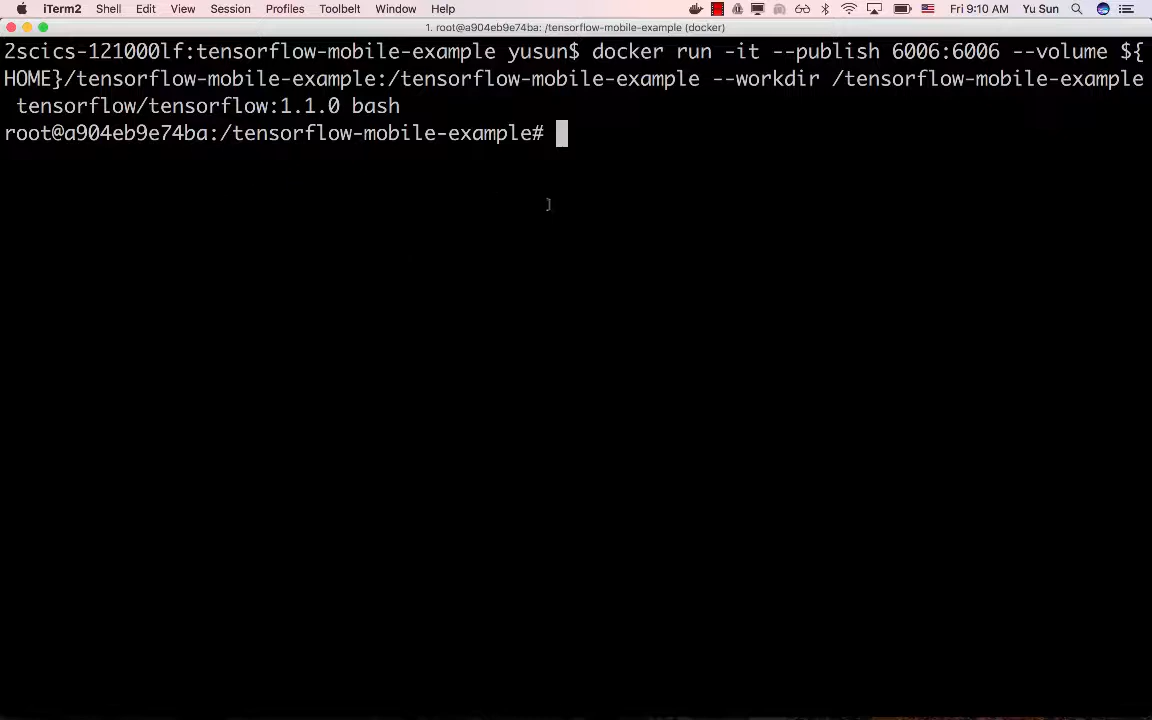 iTerm2 Shell Edit View Session Profiles Toolbelt Window Help Fri 9:10 AM Yu Sun
1. root@a904eb9e74ba: /tensorflow-mobile-example (docker)
2scics-121000lf:tensorflow-mobile-example yusun$ docker run -it --publish 6006:6006 --volume ${
HOME}/tensorflow-mobile-example:/tensorflow-mobile-example --workdir /tensorflow-mobile-example
 tensorflow/tensorflow:1.1.0 bash
root@a904eb9e74ba:/tensorflow-mobile-example#